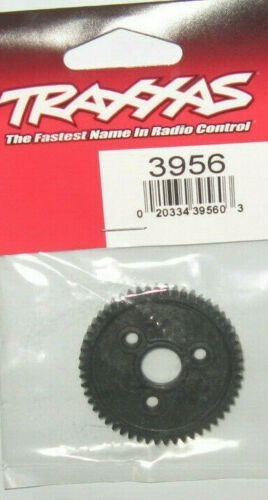 TRAXXAS
The Fastest Name In Radio Control
3956
0 20334 39560 3